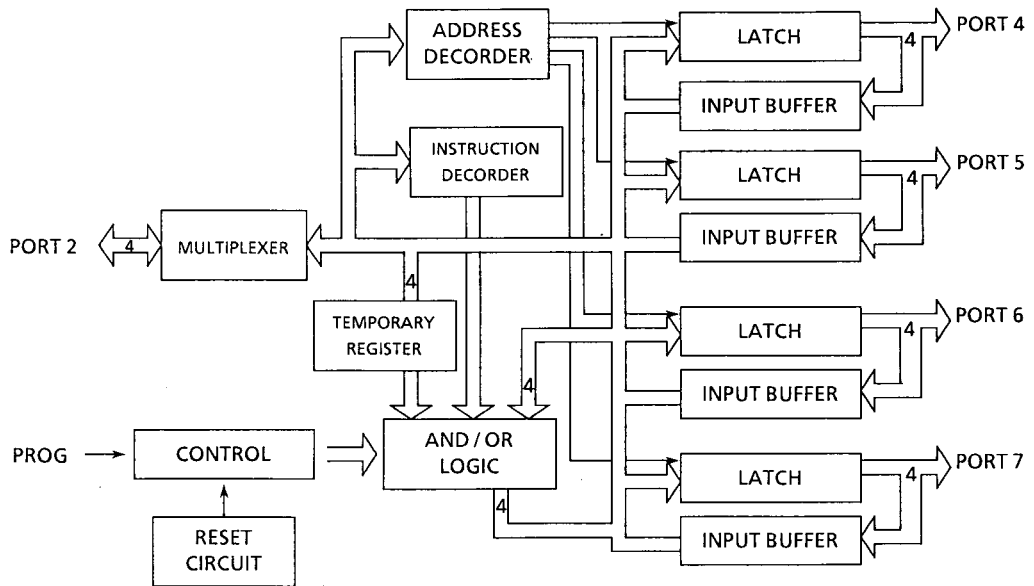 ADDRESS
DECORDER
LATCH
4
PORT 4
INPUT BUFFER
INSTRUCTION
DECORDER
LATCH
4
PORT 5
INPUT BUFFER
PORT 2
4
MULTIPLEXER
4
TEMPORARY
REGISTER
LATCH
4
PORT 6
4
INPUT BUFFER
PROG
CONTROL
AND / OR
LOGIC
LATCH
4
PORT 7
4
INPUT BUFFER
RESET
CIRCUIT